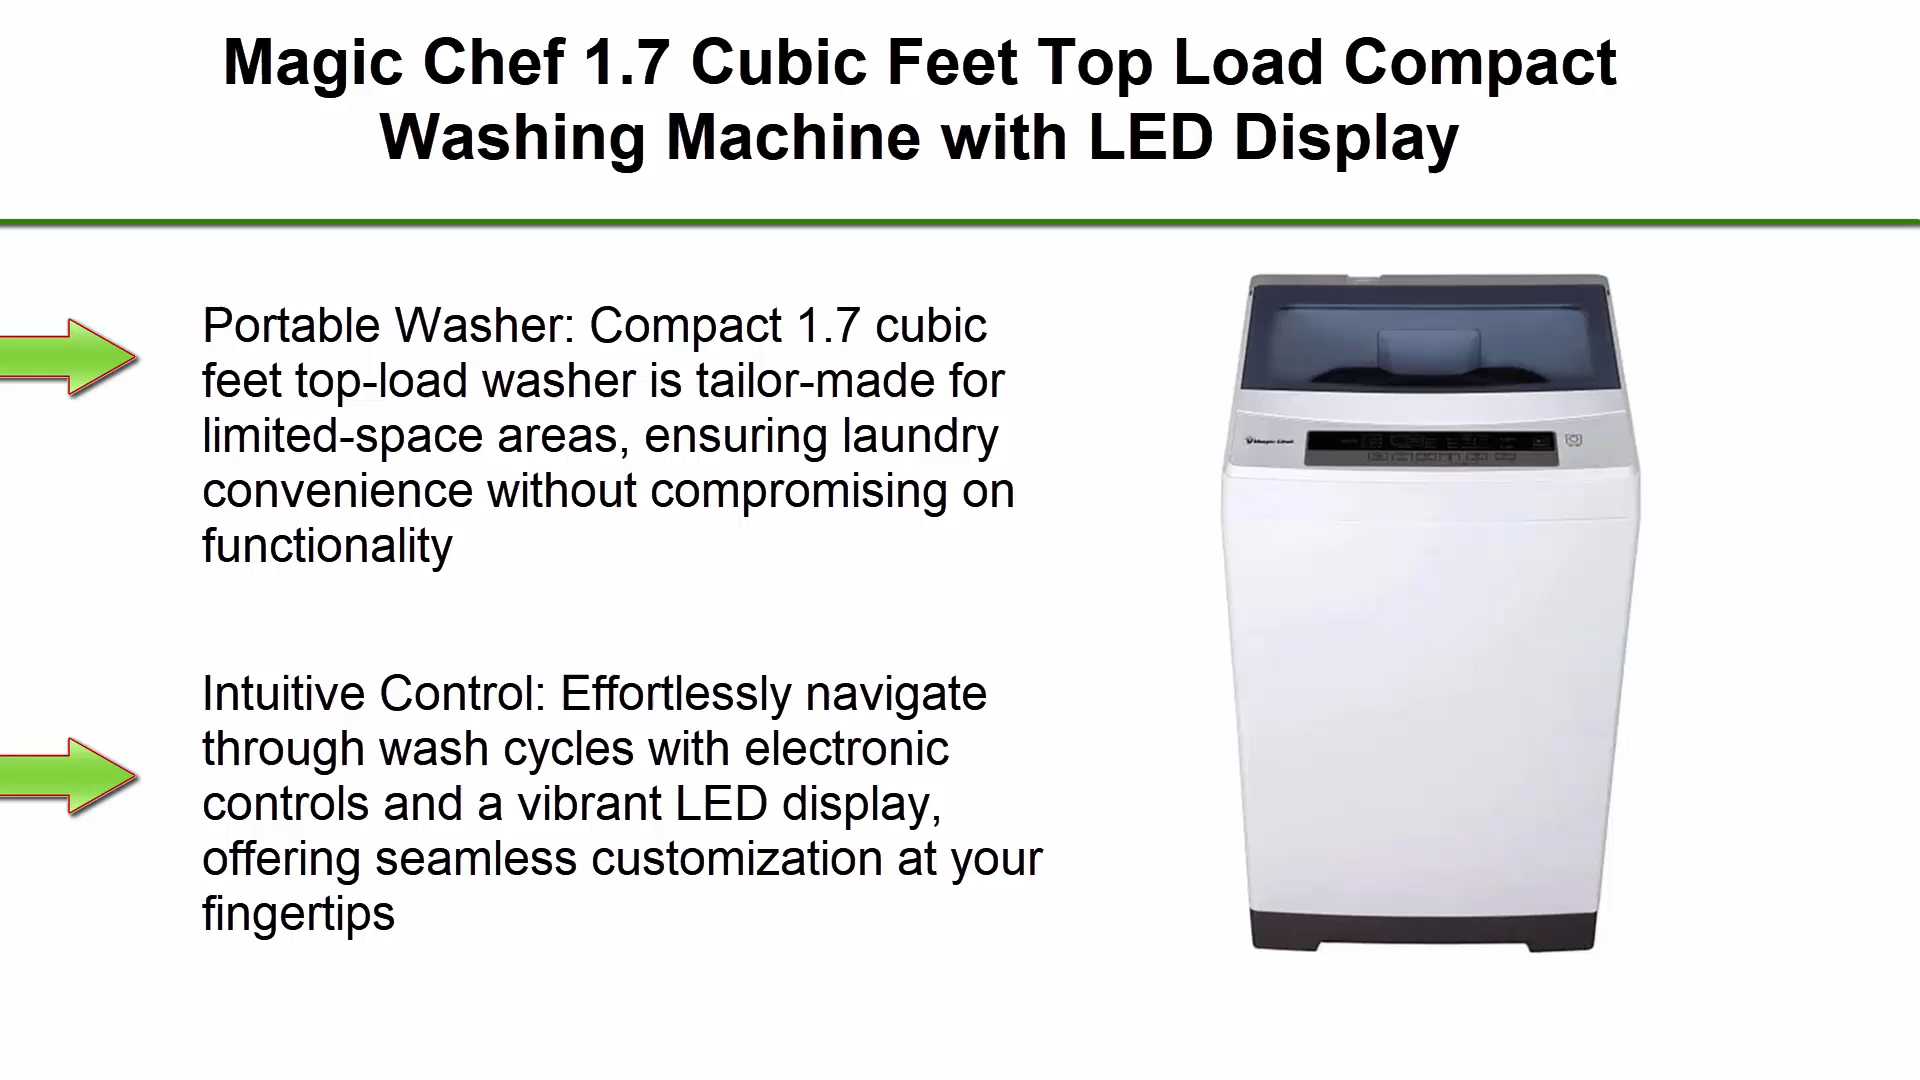 Magic Chef 1.7 Cubic Feet Top Load Compact
Washing Machine with LED Display
Portable Washer: Compact 1.7 cubic
feet top-load washer is tailor-made for
limited-space areas, ensuring laundry
convenience without compromising on
functionality
Intuitive Control: Effortlessly navigate
through wash cycles with electronic
controls and a vibrant LED display,
offering seamless customization at your
fingertips
Magic Chef